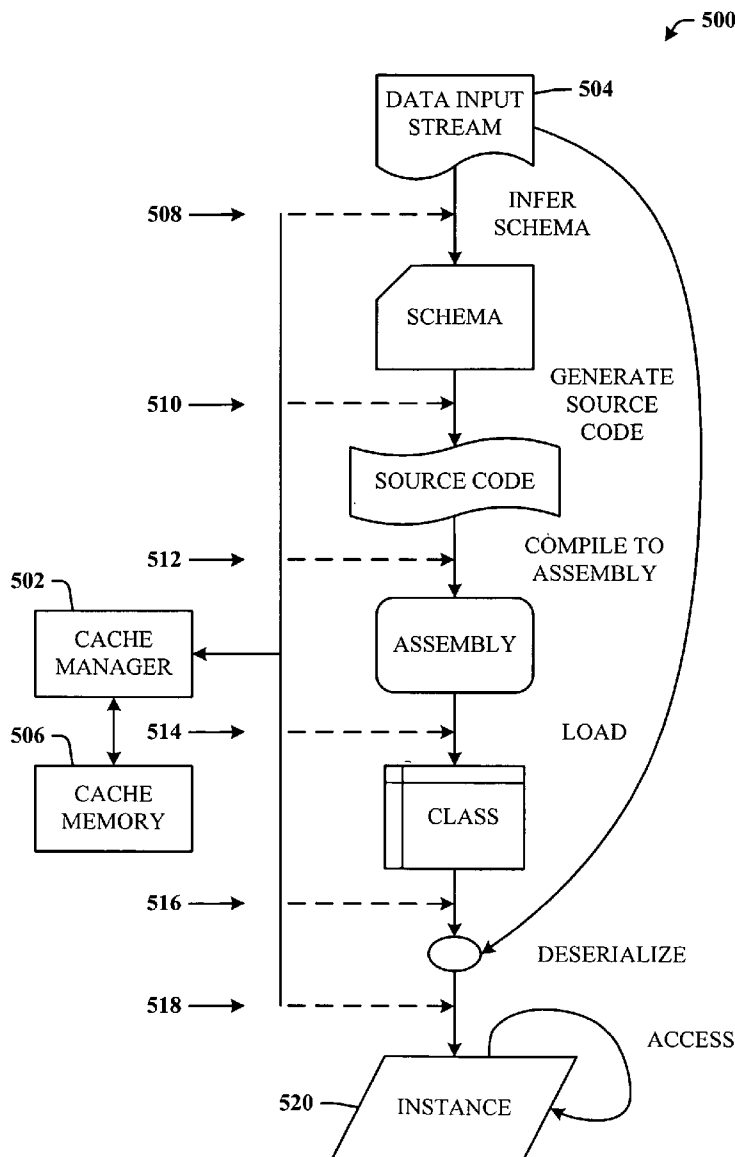 500
504
DATA INPUT
STREAM
508
INFER
SCHEMA
SCHEMA
510
GENERATE
SOURCE
CODE
SOURCE CODE
512
COMPILE TO
ASSEMBLY
502
CACHE
MANAGER
ASSEMBLY
506
514
LOAD
CACHE
MEMORY
CLASS
516
DESERIALIZE
518
ACCESS
520
INSTANCE